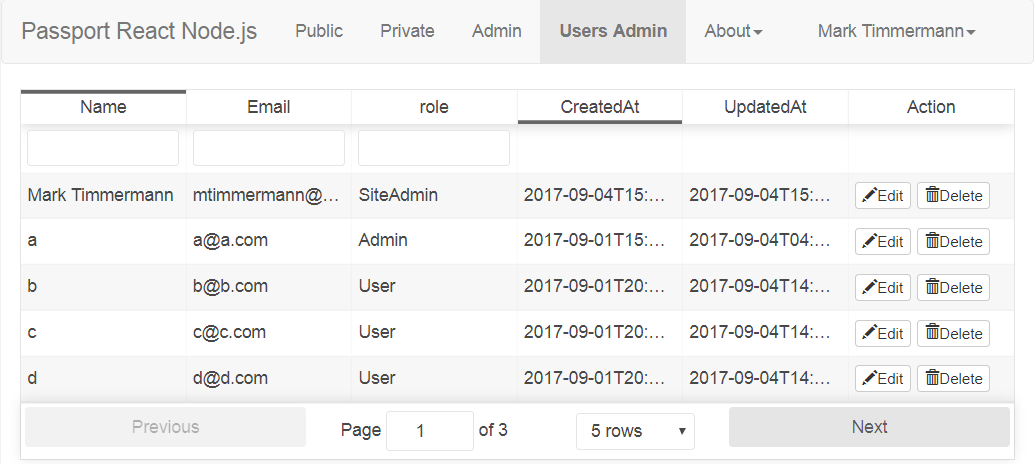 Passport React Node.js Public Private Admin Users Admin About Mark Timmermann
Name Email role CreatedAt UpdatedAt Action
Mark Timmermann mtimmermann@... SiteAdmin 2017-09-04T15:... 2017-09-04T15:... Edit Delete
a a@a.com Admin 2017-09-01T15:... 2017-09-04T04:... Edit Delete
b b@b.com User 2017-09-01T20:... 2017-09-04T14:... Edit Delete
c c@c.com User 2017-09-01T20:... 2017-09-04T14:... Edit Delete
d d@d.com User 2017-09-01T20:... 2017-09-04T14:... Edit Delete
Previous Page 1 of 3 5 rows Next